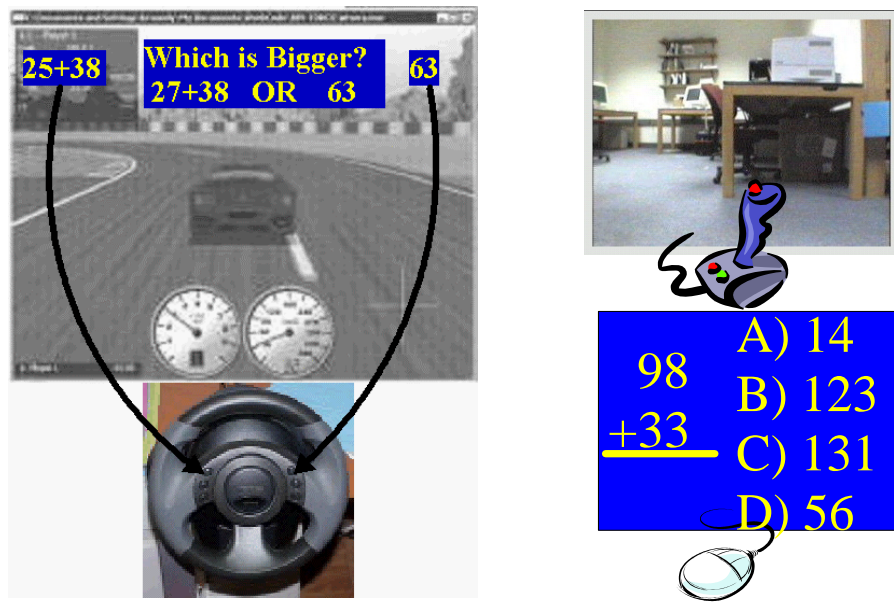 25+38
Which is Bigger?
27+38 OR 63
63
98
+33
A) 14
B) 123
C) 131
D) 56